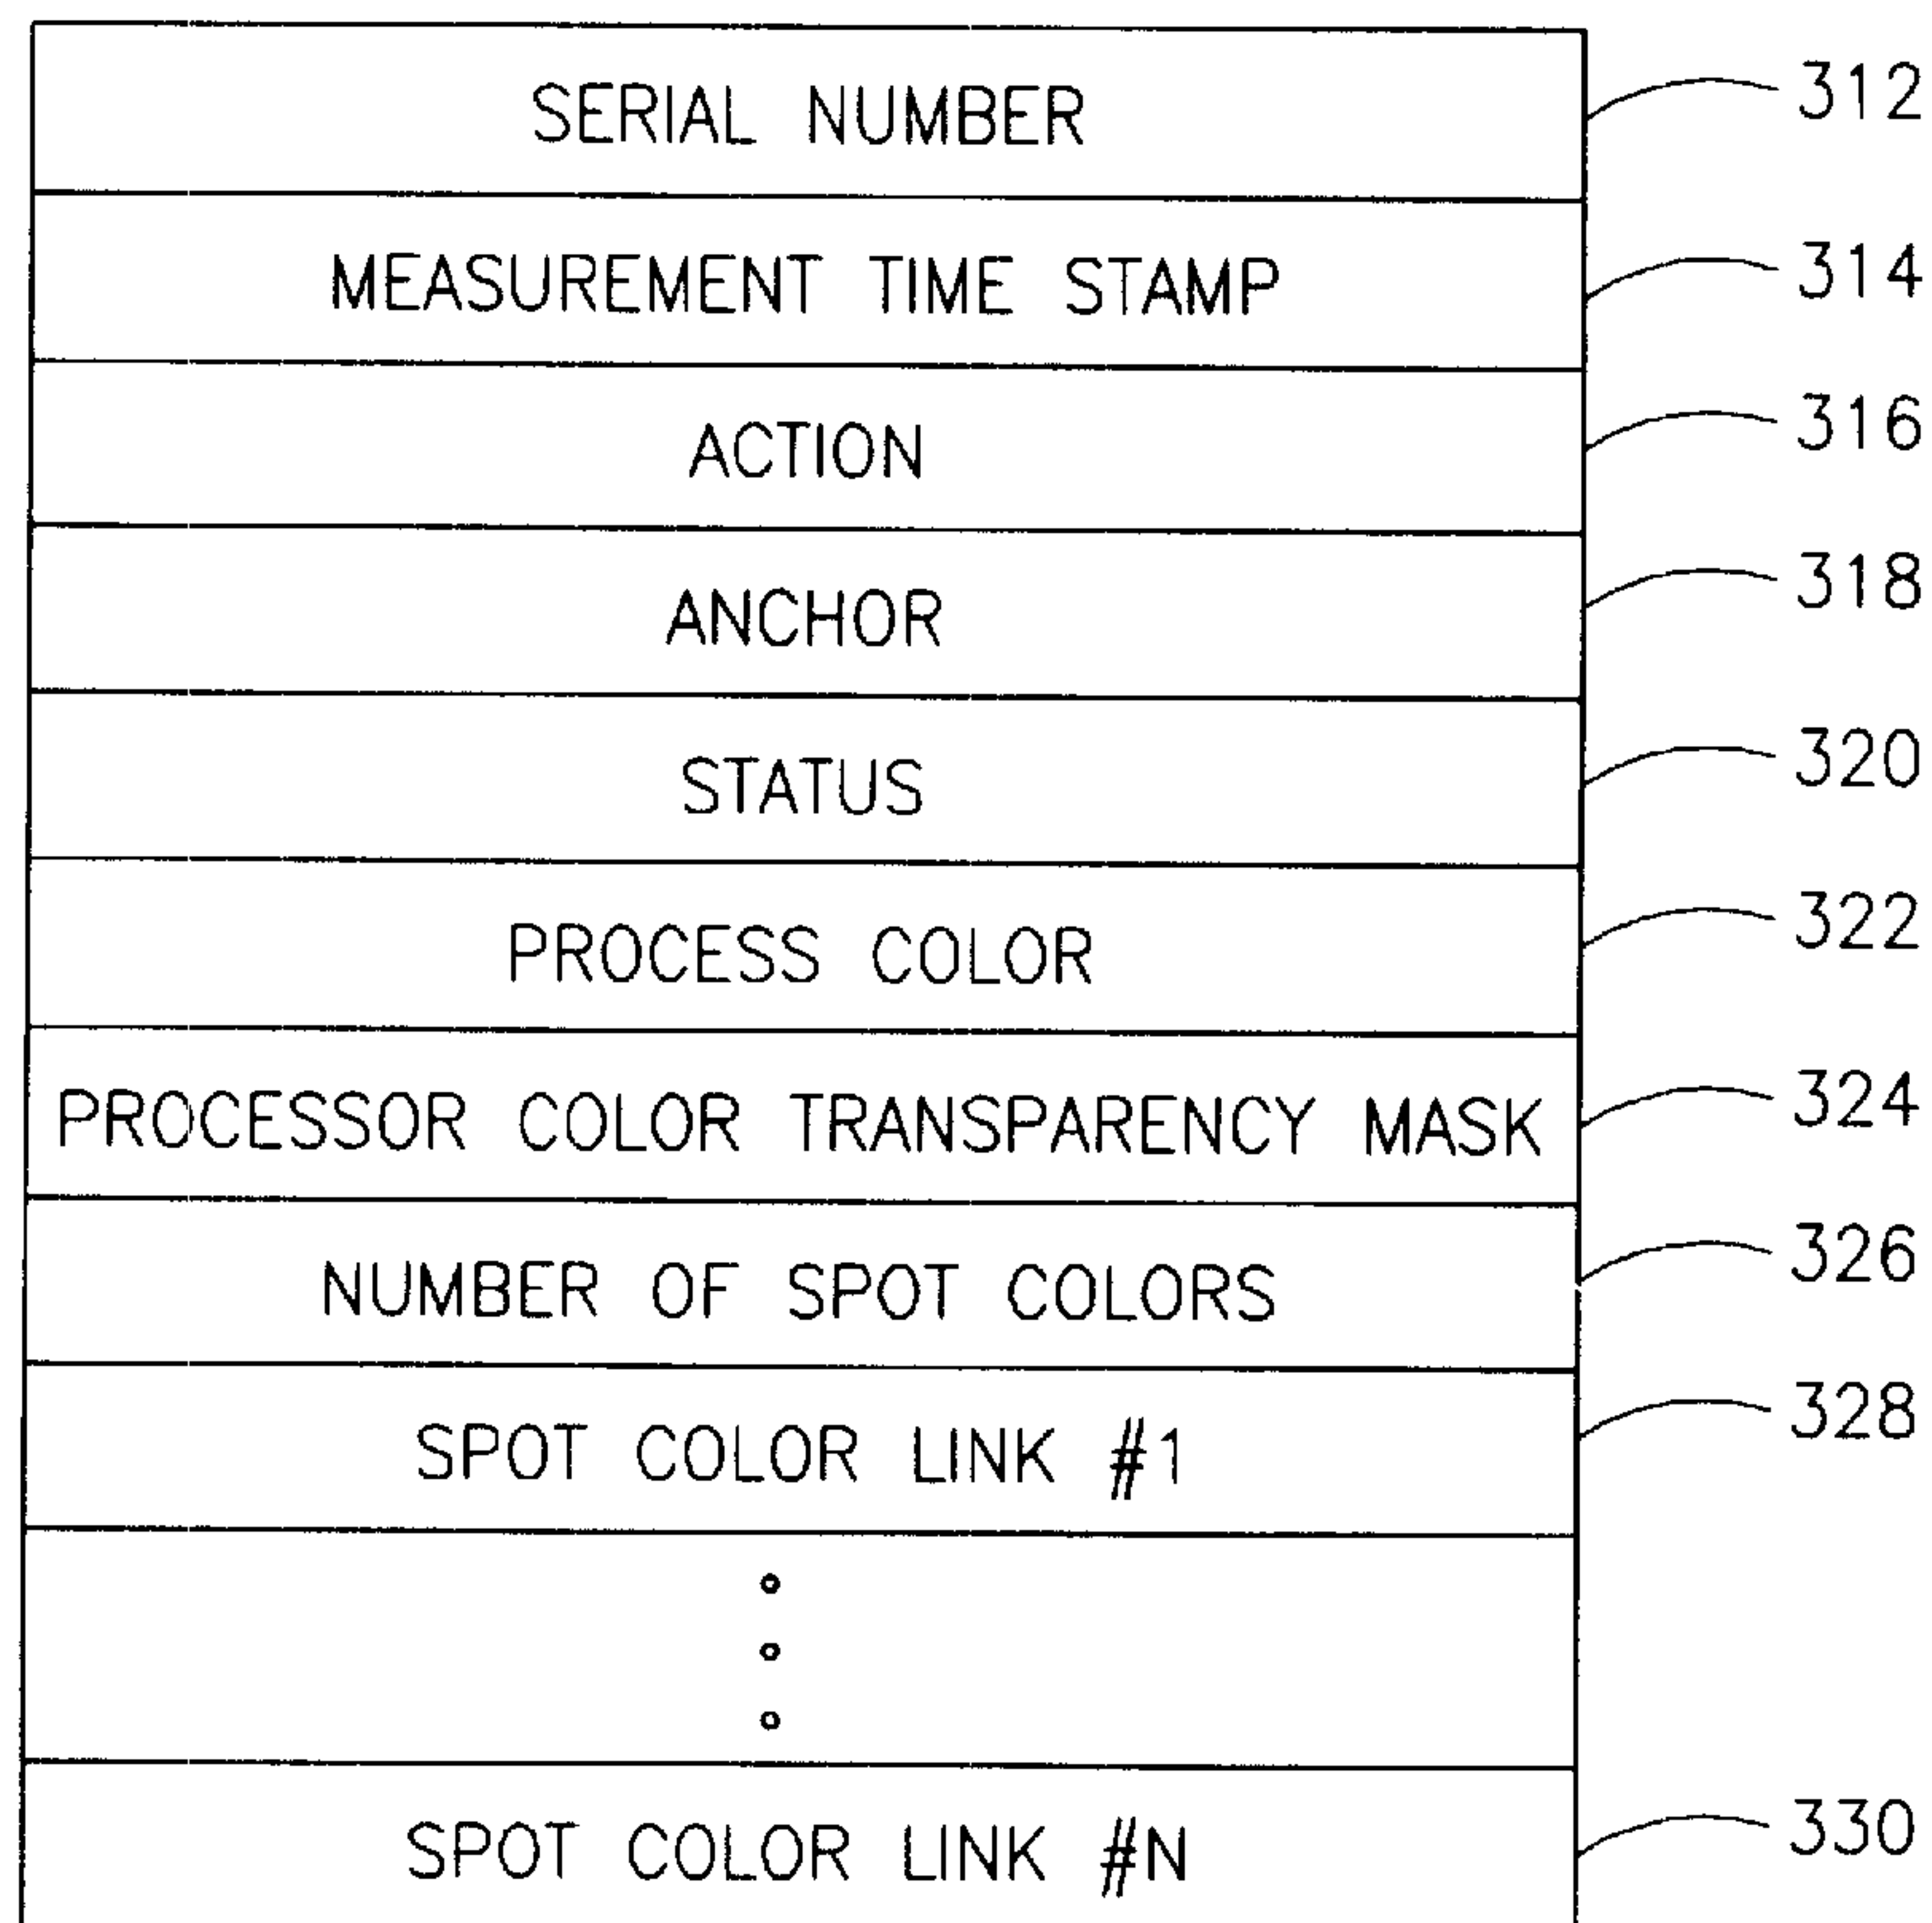 SERIAL NUMBER 312
MEASUREMENT TIME STAMP 314
ACTION 316
ANCHOR 318
STATUS 320
PROCESS COLOR 322
PROCESSOR COLOR TRANSPARENCY MASK 324
NUMBER OF SPOT COLORS 326
SPOT COLOR LINK #1 328
SPOT COLOR LINK #N 330